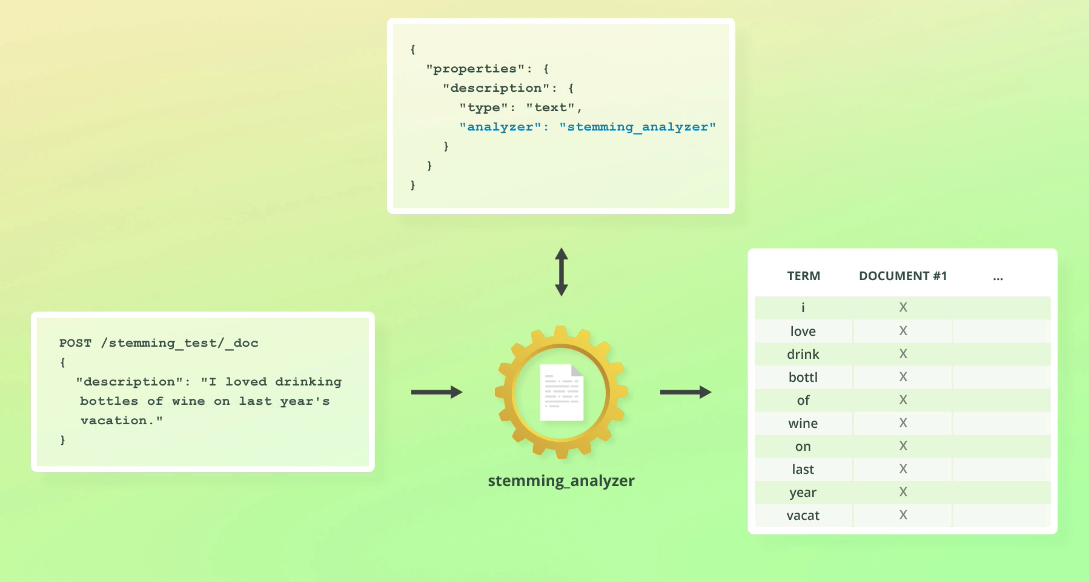 {
"properties": {
"description": {
"type": "text",
"analyzer": "stemming_analyzer"
}
}
}
POST /stemming_test/_doc
{
"description": "I loved drinking
bottles of wine on last year's
vacation."
}
stemming_analyzer
TERM DOCUMENT #1 ...
i X
love X
drink X
bottl X
of X
wine X
on X
last X
year X
vacat X